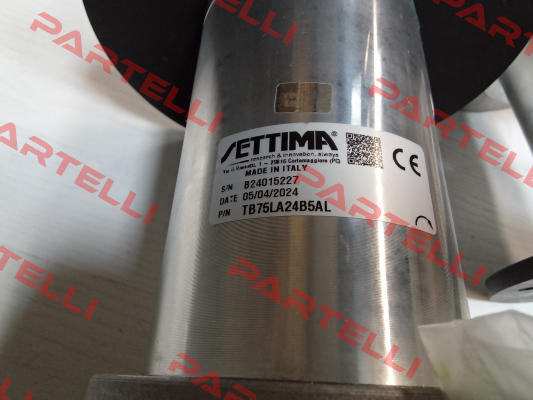 SETTIMA®
research & innovation, always
MADE IN ITALY
S/N B24015227
DATE 05/04/2024
P/N TB75LA24B5AL
CE
PARTELLI
PARTELLI
PARTELLI
PARTELLI
PARTELLI
PARTELLI
PARTELLI